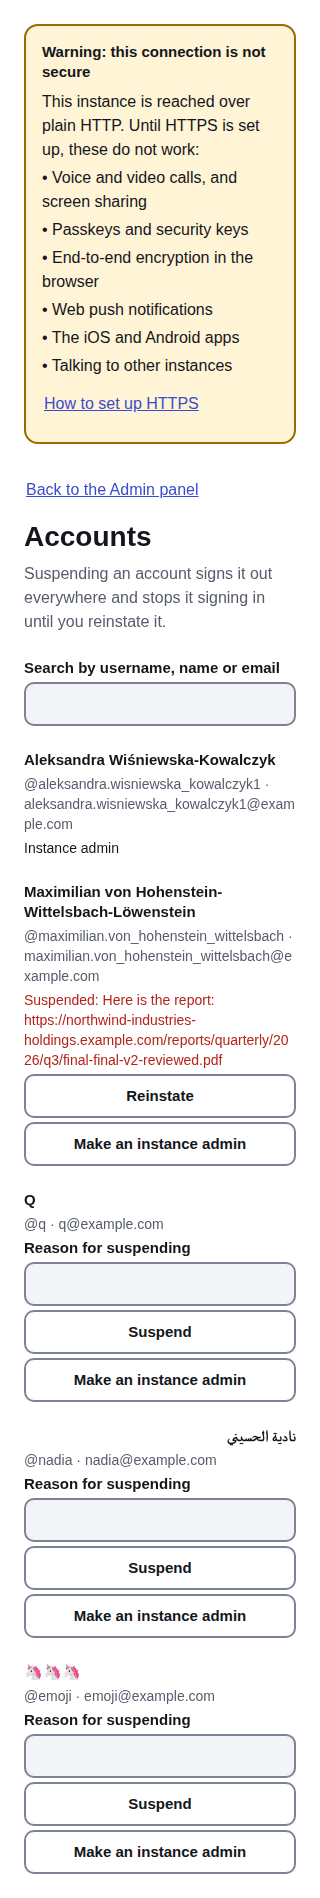 Warning: this connection is not
secure
This instance is reached over
plain HTTP. Until HTTPS is set
up, these do not work:
• Voice and video calls, and
screen sharing
• Passkeys and security keys
• End-to-end encryption in the
browser
• Web push notifications
• The iOS and Android apps
• Talking to other instances
How to set up HTTPS
Back to the Admin panel
Accounts
Suspending an account signs it out
everywhere and stops it signing in
until you reinstate it.
Search by username, name or email
Aleksandra Wiśniewska-Kowalczyk
@aleksandra.wisniewska_kowalczyk1 ·
aleksandra.wisniewska_kowalczyk1@exam
ple.com
Instance admin
Maximilian von Hohenstein-
Wittelsbach-Löwenstein
@maximilian.von_hohenstein_wittelsbach ·
maximilian.von_hohenstein_wittelsbach@e
xample.com
Suspended: Here is the report:
https://northwind-industries-
holdings.example.com/reports/quarterly/20
26/q3/final-final-v2-reviewed.pdf
Reinstate
Make an instance admin
Q
@q · q@example.com
Reason for suspending
Suspend
Make an instance admin
نادية الحسيني
@nadia · nadia@example.com
Reason for suspending
Suspend
Make an instance admin
🦄🦄🦄
@emoji · emoji@example.com
Reason for suspending
Suspend
Make an instance admin